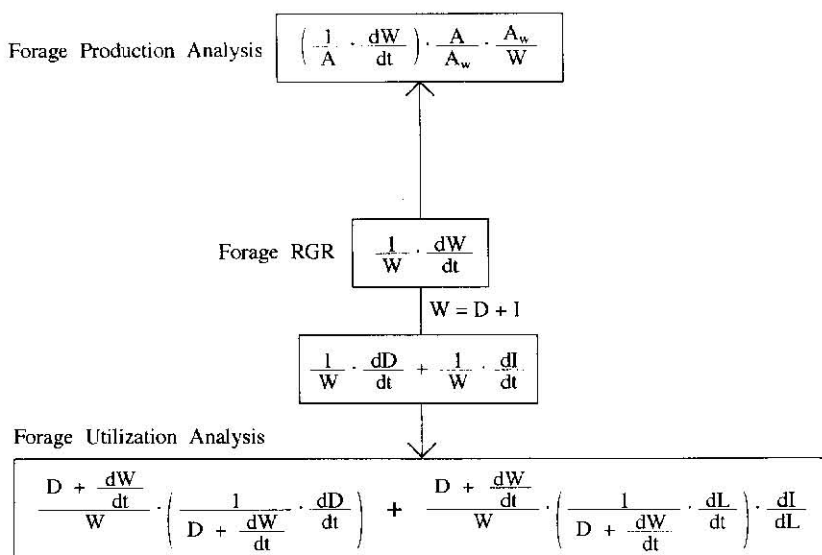 Forage Production Analysis ( 1/A · dW/dt ) · A/A_w · A_w/W
Forage RGR 1/W · dW/dt
W = D + I
1/W · dD/dt + 1/W · dI/dt
Forage Utilization Analysis
(D + dW/dt)/W · ( 1/(D + dW/dt) · dD/dt ) + (D + dW/dt)/W · ( 1/(D + dW/dt) · dL/dt ) · dI/dL